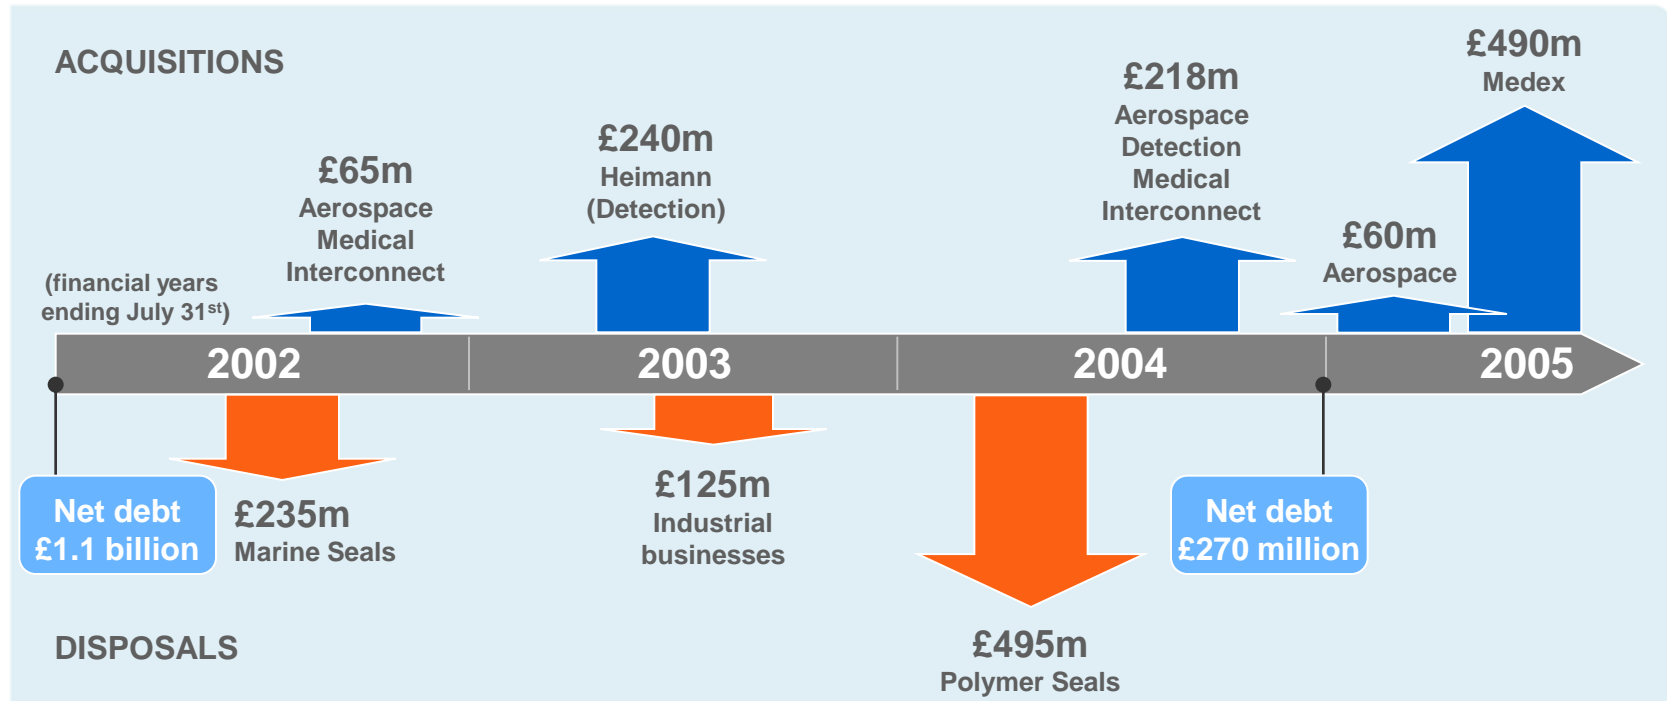 ACQUISITIONS
£65m
Aerospace
Medical
Interconnect
£240m
Heimann
(Detection)
£218m
Aerospace
Detection
Medical
Interconnect
£60m
Aerospace
£490m
Medex
(financial years
ending July 31st)
2002
2003
2004
2005
Net debt
£1.1 billion
£235m
Marine Seals
£125m
Industrial
businesses
£495m
Polymer Seals
Net debt
£270 million
DISPOSALS